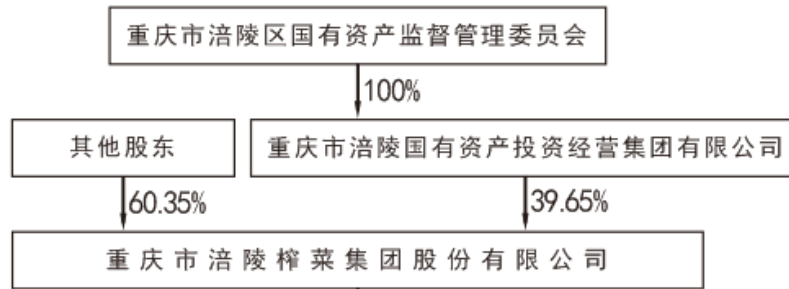 重庆市涪陵区国有资产监督管理委员会
100%
其他股东
重庆市涪陵国有资产投资经营集团有限公司
60.35%
39.65%
重庆市涪陵榨菜集团股份有限公司